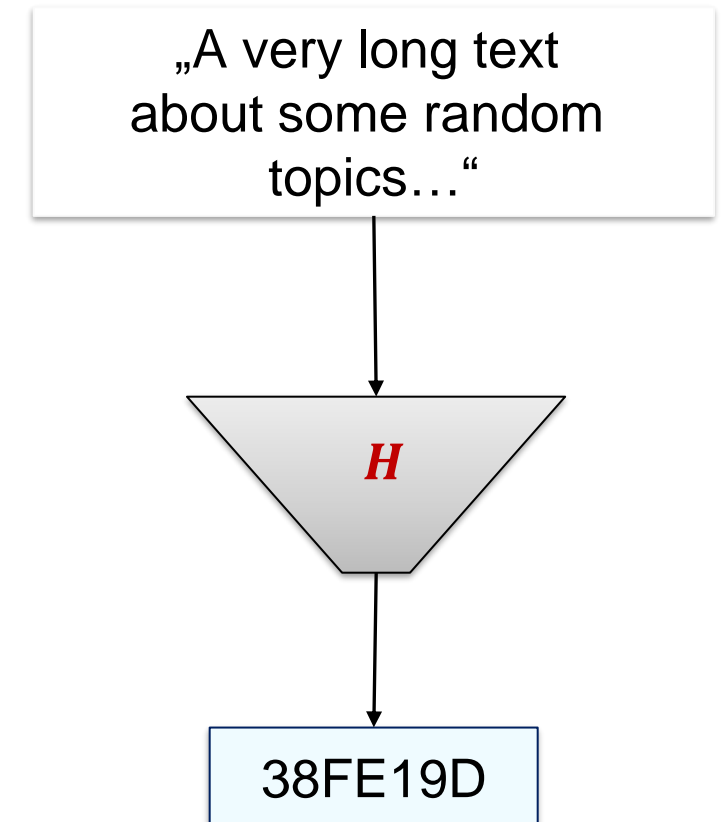 „A very long text
about some random
topics…“
H
38FE19D